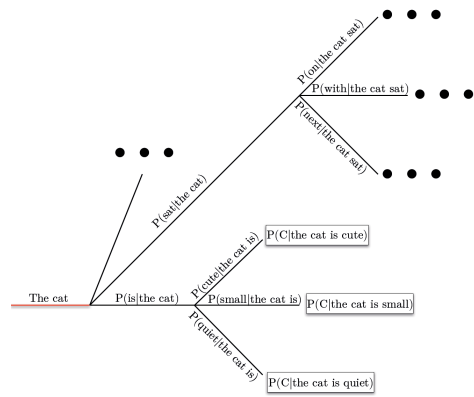 P(on|the cat sat)
P(with|the cat sat)
P(next|the cat sat)
P(sat|the cat)
The cat
P(is|the cat)
P(cute|the cat is)
P(C|the cat is cute)
P(small|the cat is)
P(C|the cat is small)
P(quiet|the cat is)
P(C|the cat is quiet)